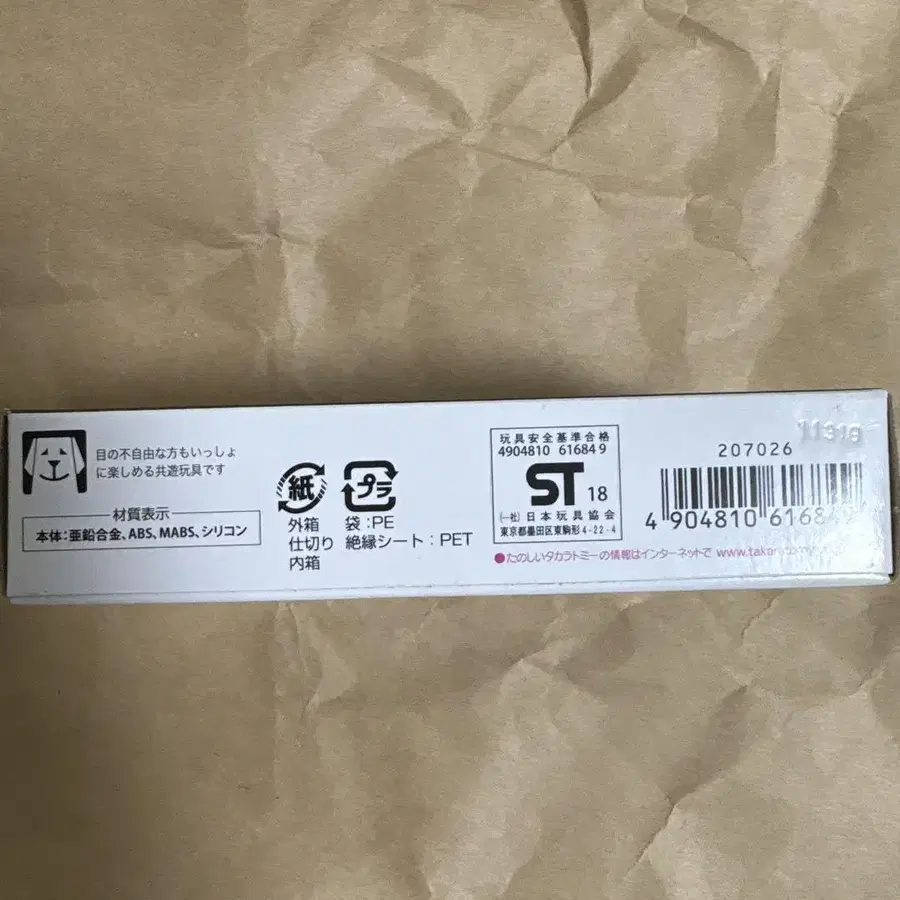 目の不自由な方もいっしょ
に楽しめる共遊玩具です
材質表示
本体:亜鉛合金、ABS、MABS、シリコン
紙
外箱
仕切り
内箱
プラ
袋:PE
絶縁シート:PET
玩具安全基準合格
4904810 61684 9
ST 18
(一社)日本玩具協会
東京都墨田区東駒形4-22-4
11319
207026
4 904810 61684
●たのしいタカラトミーの情報はインターネットで